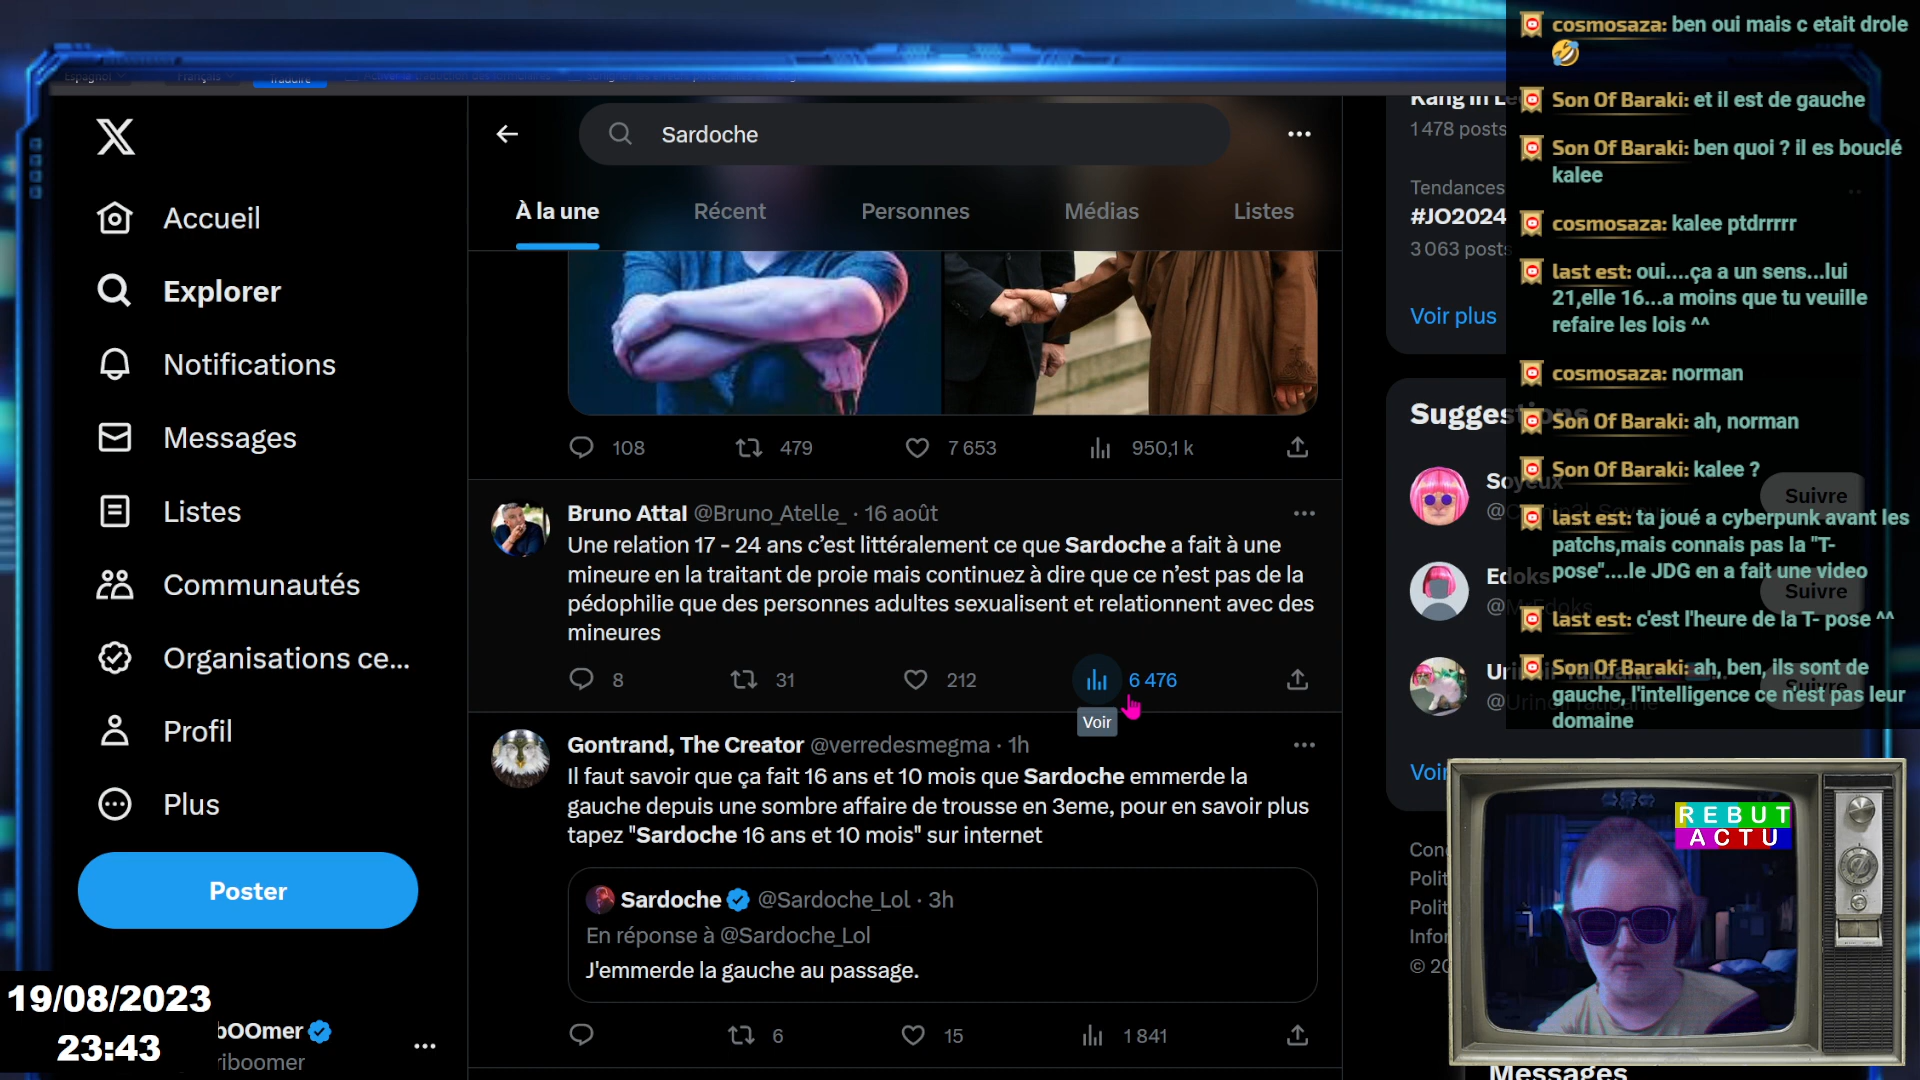 Espagnol
Français
Traduire
X
Accueil
Explorer
Notifications
Messages
Listes
Communautés
Organisations ce...
Profil
Plus
Poster
19/08/2023
23:43
bOOmer
riboomer
Sardoche
À la une
Récent
Personnes
Médias
Listes
108
479
7 653
950,1 k
Bruno Attal @Bruno_Atelle_ · 16 août
Une relation 17 - 24 ans c’est littéralement ce que Sardoche a fait à une
mineure en la traitant de proie mais continuez à dire que ce n’est pas de la
pédophilie que des personnes adultes sexualisent et relationnent avec des
mineures
8
31
212
6 476
Voir
Gontrand, The Creator @verredesmegma · 1h
Il faut savoir que ça fait 16 ans et 10 mois que Sardoche emmerde la
gauche depuis une sombre affaire de trousse en 3eme, pour en savoir plus
tapez "Sardoche 16 ans et 10 mois" sur internet
Sardoche @Sardoche_Lol · 3h
En réponse à @Sardoche_Lol
J'emmerde la gauche au passage.
6
15
1 841
Kang in Le
1 478 posts
Tendances
#JO2024
3 063 posts
Voir plus
Suggestions
Soyeux
Suivre
Edoks
Suivre
Suivre
Voir
Con
Polit
Polit
Infor
© 20
Messages
cosmosaza: ben oui mais c etait drole
🤣
Son Of Baraki: et il est de gauche
Son Of Baraki: ben quoi ? il es bouclé
kalee
cosmosaza: kalee ptdrrrrr
last est: oui....ça a un sens...lui
21,elle 16...a moins que tu veuille
refaire les lois ^^
cosmosaza: norman
Son Of Baraki: ah, norman
Son Of Baraki: kalee ?
last est: ta joué a cyberpunk avant les
patchs,mais connais pas la "T-
pose"....le JDG en a fait une video
last est: c'est l'heure de la T- pose ^^
Son Of Baraki: ah, ben, ils sont de
gauche, l'intelligence ce n'est pas leur
domaine
REBUT
ACTU